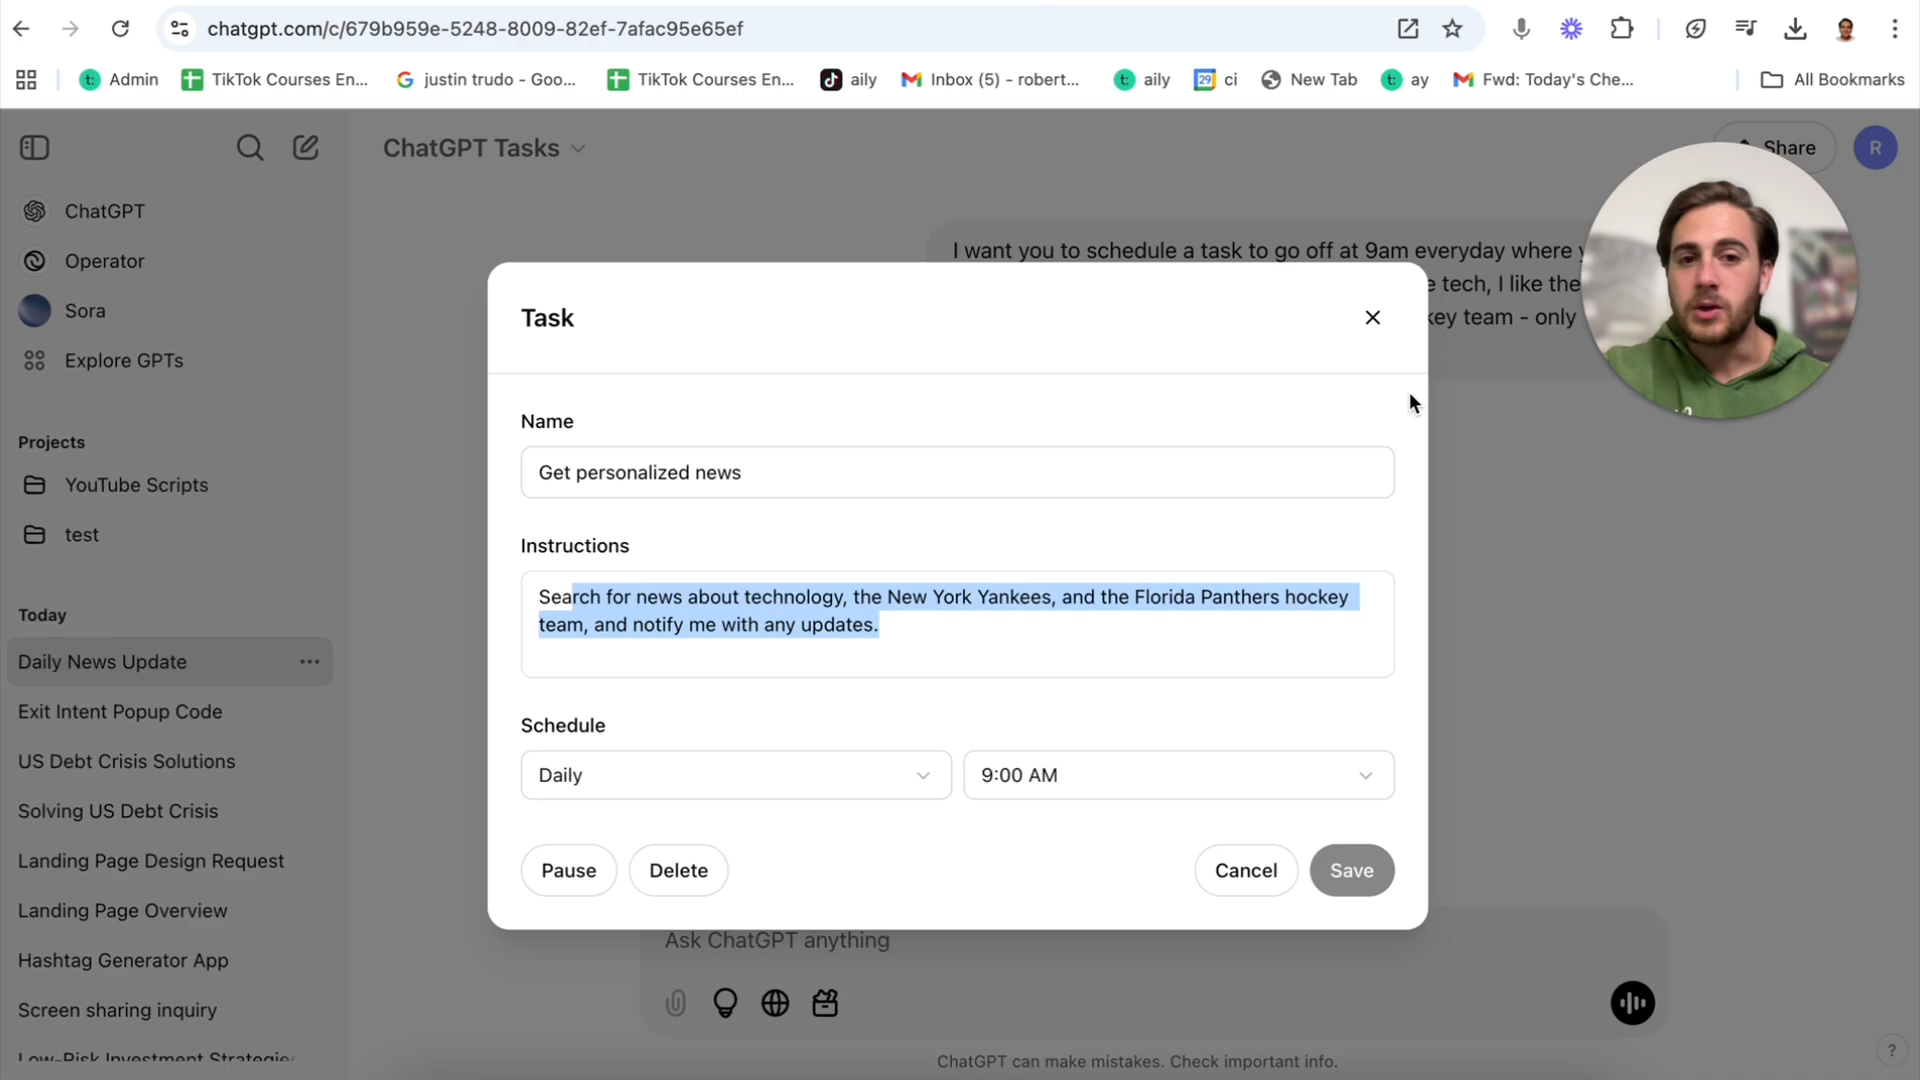 chatgpt.com/c/679b959e-5248-8009-82ef-7afac95e65ef
Admin
TikTok Courses En...
justin trudo - Goo...
TikTok Courses En...
aily
Inbox (5) - robert...
aily
ci
New Tab
ay
Fwd: Today's Che...
All Bookmarks
ChatGPT Tasks
Share
R
ChatGPT
Operator
Sora
Explore GPTs
Projects
YouTube Scripts
test
Today
Daily News Update
Exit Intent Popup Code
US Debt Crisis Solutions
Solving US Debt Crisis
Landing Page Design Request
Landing Page Overview
Hashtag Generator App
Screen sharing inquiry
Low-Risk Investment Strategies
I want you to schedule a task to go off at 9am everyday where
tech, I like the
team - only
Task
Name
Get personalized news
Instructions
Search for news about technology, the New York Yankees, and the Florida Panthers hockey
team, and notify me with any updates.
Schedule
Daily
9:00 AM
Pause
Delete
Cancel
Save
Ask ChatGPT anything
ChatGPT can make mistakes. Check important info.
?